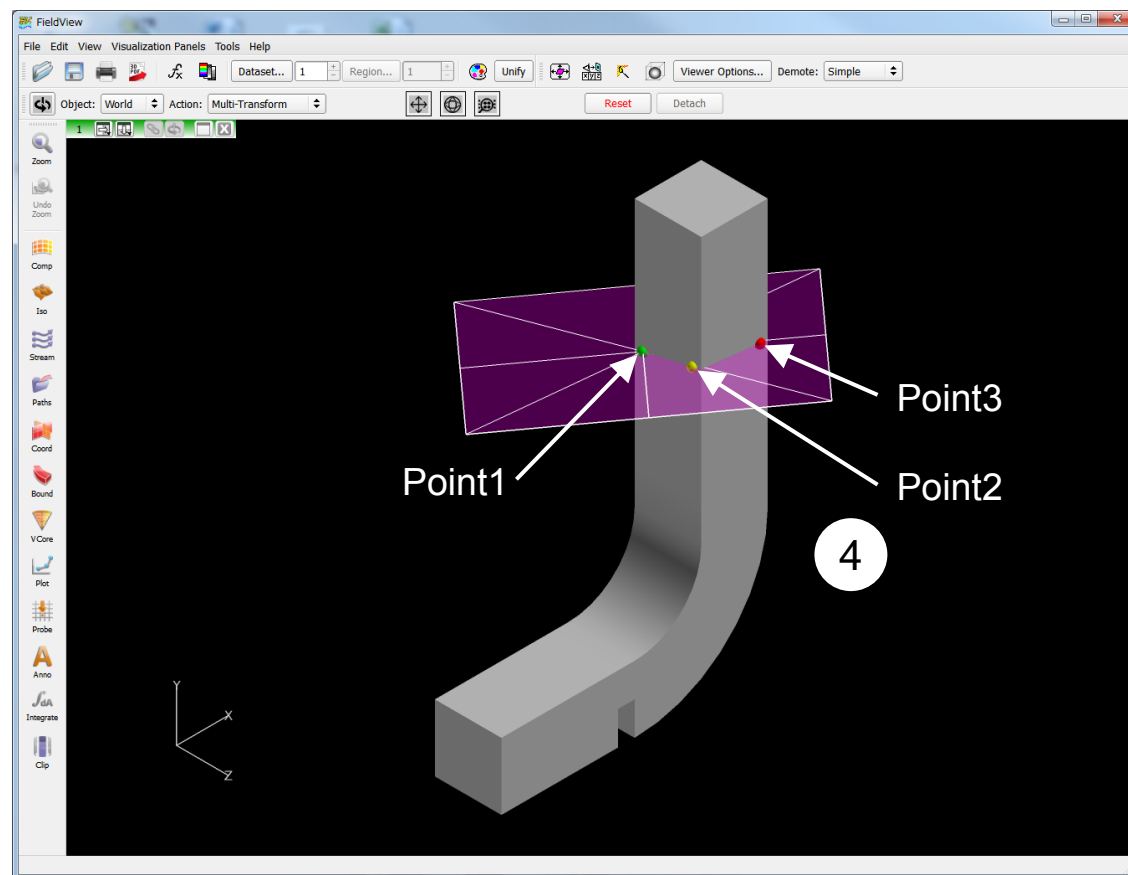 FieldView
File Edit View Visualization Panels Tools Help
Dataset... 1 Region... 1 Unify Viewer Options... Demote: Simple
Object: World Action: Multi-Transform Reset Detach
1
Zoom
Undo
Zoom
Comp
Iso
Stream
Paths
Coord
Bound
VCore
Plot
Probe
Anno
Integrate
Clip
Point1
Point3
Point2
4
Y
X
Z